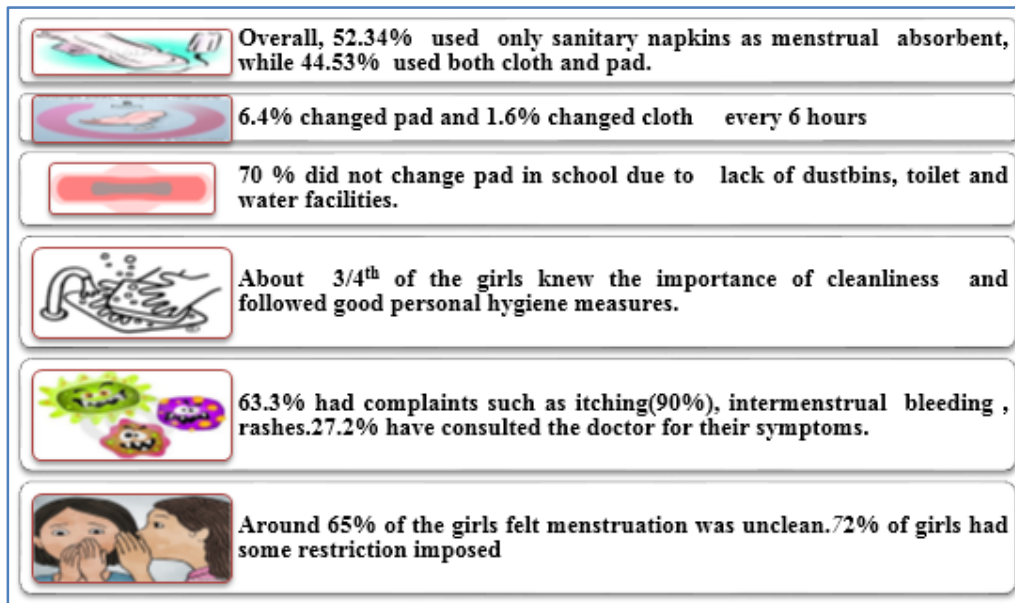 Overall, 52.34% used only sanitary napkins as menstrual absorbent,
while 44.53% used both cloth and pad.
6.4% changed pad and 1.6% changed cloth every 6 hours
70 % did not change pad in school due to lack of dustbins, toilet and
water facilities.
About 3/4th of the girls knew the importance of cleanliness and
followed good personal hygiene measures.
63.3% had complaints such as itching(90%), intermenstrual bleeding ,
rashes.27.2% have consulted the doctor for their symptoms.
Around 65% of the girls felt menstruation was unclean.72% of girls had
some restriction imposed